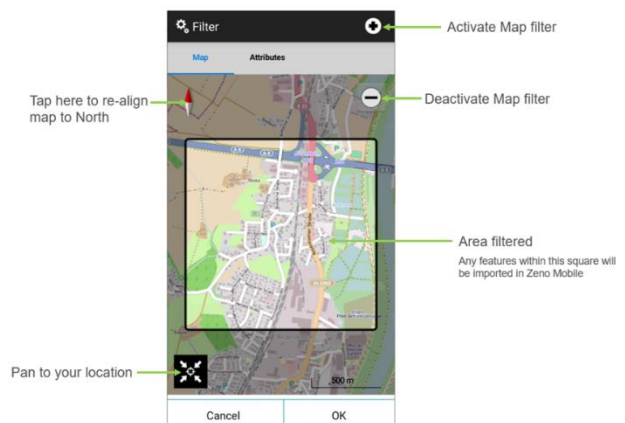 Filter
Activate Map filter
Map Attributes
Tap here to re-align
map to North
Deactivate Map filter
Area filtered
Any features within this square will
be imported in Zeno Mobile
Pan to your location
500 m
Cancel OK